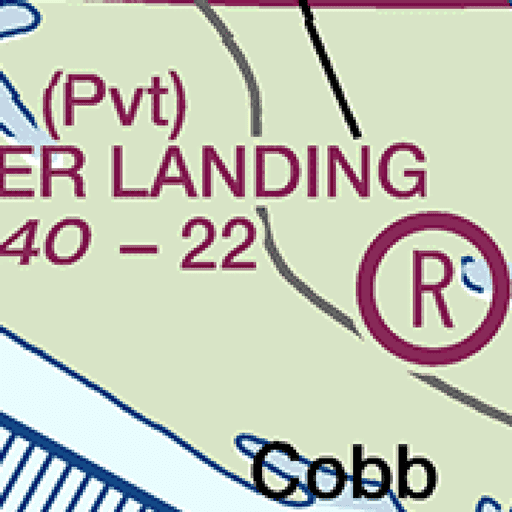 (Pvt)
ER LANDING
40 – 22
R
Cobb